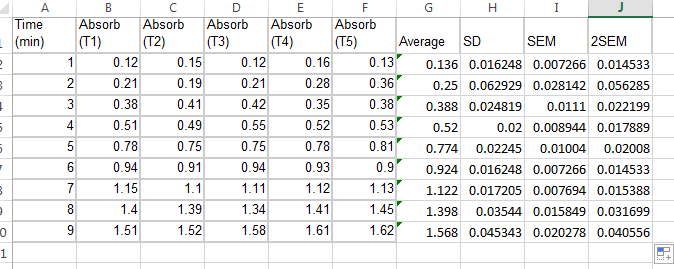 A B C D E F G H I J
Time Absorb Absorb Absorb Absorb Absorb
(min) (T1) (T2) (T3) (T4) (T5) Average SD SEM 2SEM
1 0.12 0.15 0.12 0.16 0.13 0.136 0.016248 0.007266 0.014533
2 0.21 0.19 0.21 0.28 0.36 0.25 0.062929 0.028142 0.056285
3 0.38 0.41 0.42 0.35 0.38 0.388 0.024819 0.0111 0.022199
4 0.51 0.49 0.55 0.52 0.53 0.52 0.02 0.008944 0.017889
5 0.78 0.75 0.75 0.78 0.81 0.774 0.02245 0.01004 0.02008
6 0.94 0.91 0.94 0.93 0.9 0.924 0.016248 0.007266 0.014533
7 1.15 1.1 1.11 1.12 1.13 1.122 0.017205 0.007694 0.015388
8 1.4 1.39 1.34 1.41 1.45 1.398 0.03544 0.015849 0.031699
9 1.51 1.52 1.58 1.61 1.62 1.568 0.045343 0.020278 0.040556